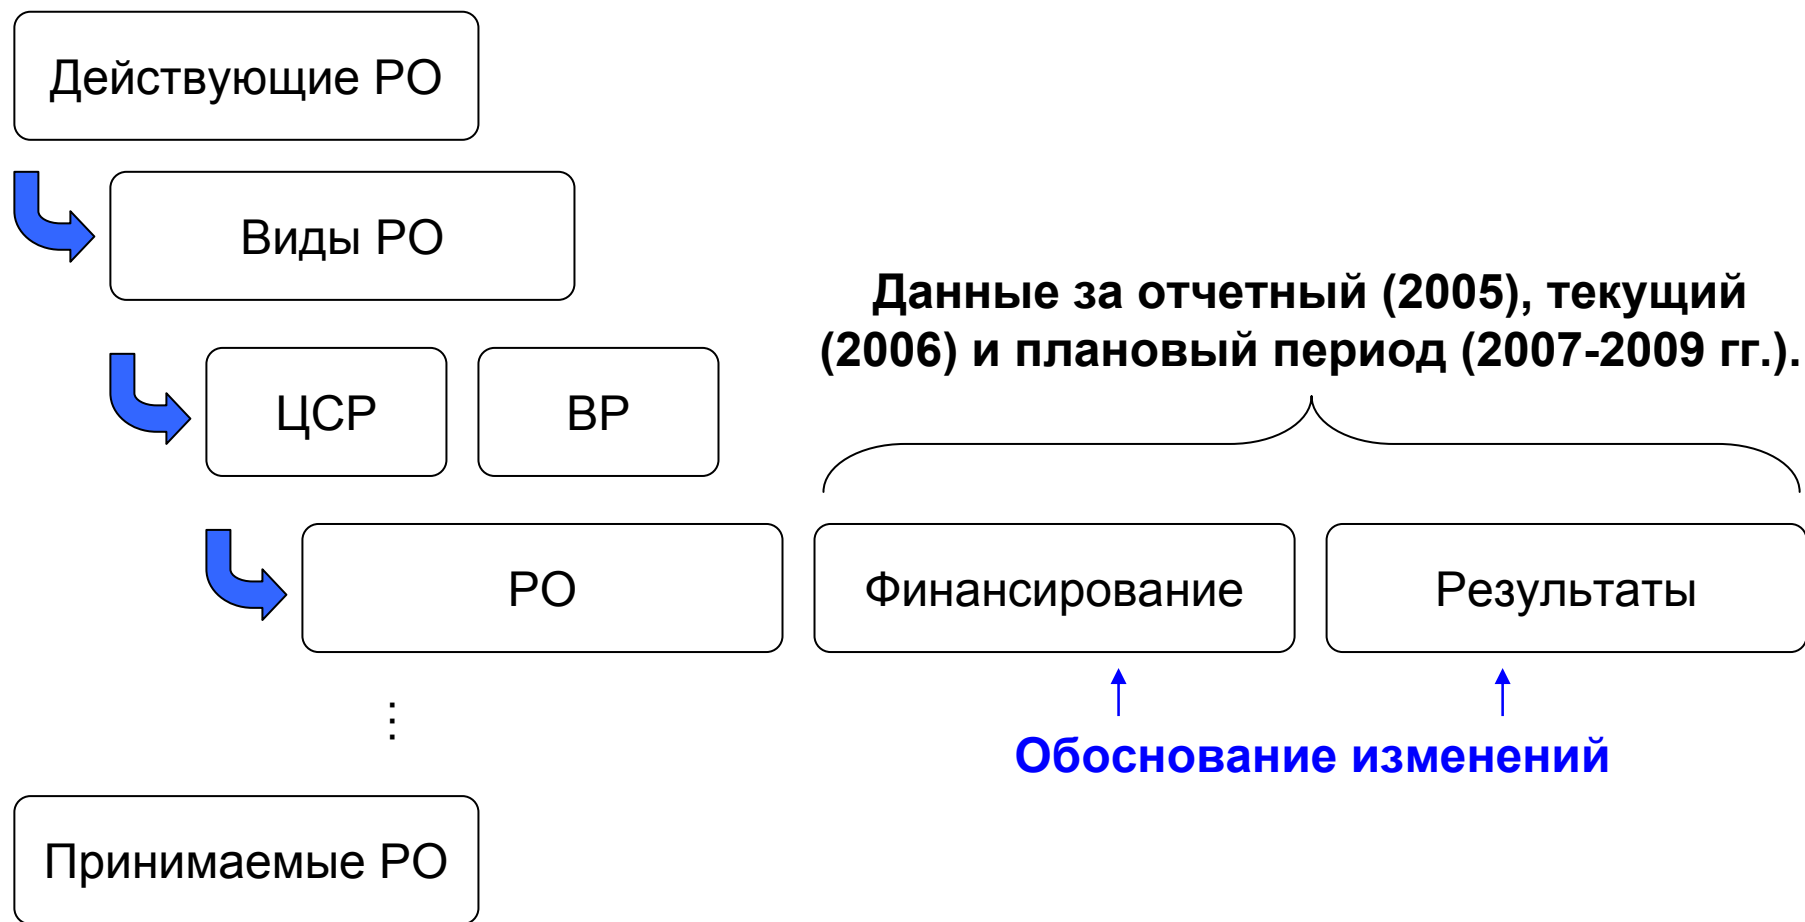 Действующие РО
Виды РО
Данные за отчетный (2005), текущий
(2006) и плановый период (2007-2009 гг.).
ЦСР
ВР
РО
Финансирование
Результаты
...
Обоснование изменений
Принимаемые РО